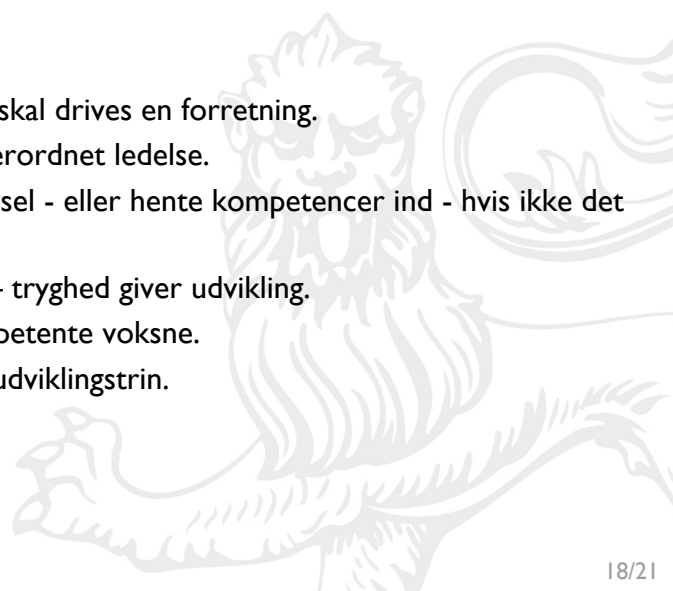 skal drives en forretning.
erordnet ledelse.
sel - eller hente kompetencer ind - hvis ikke det
- tryghed giver udvikling.
petente voksne.
udviklingstrin.
18/21